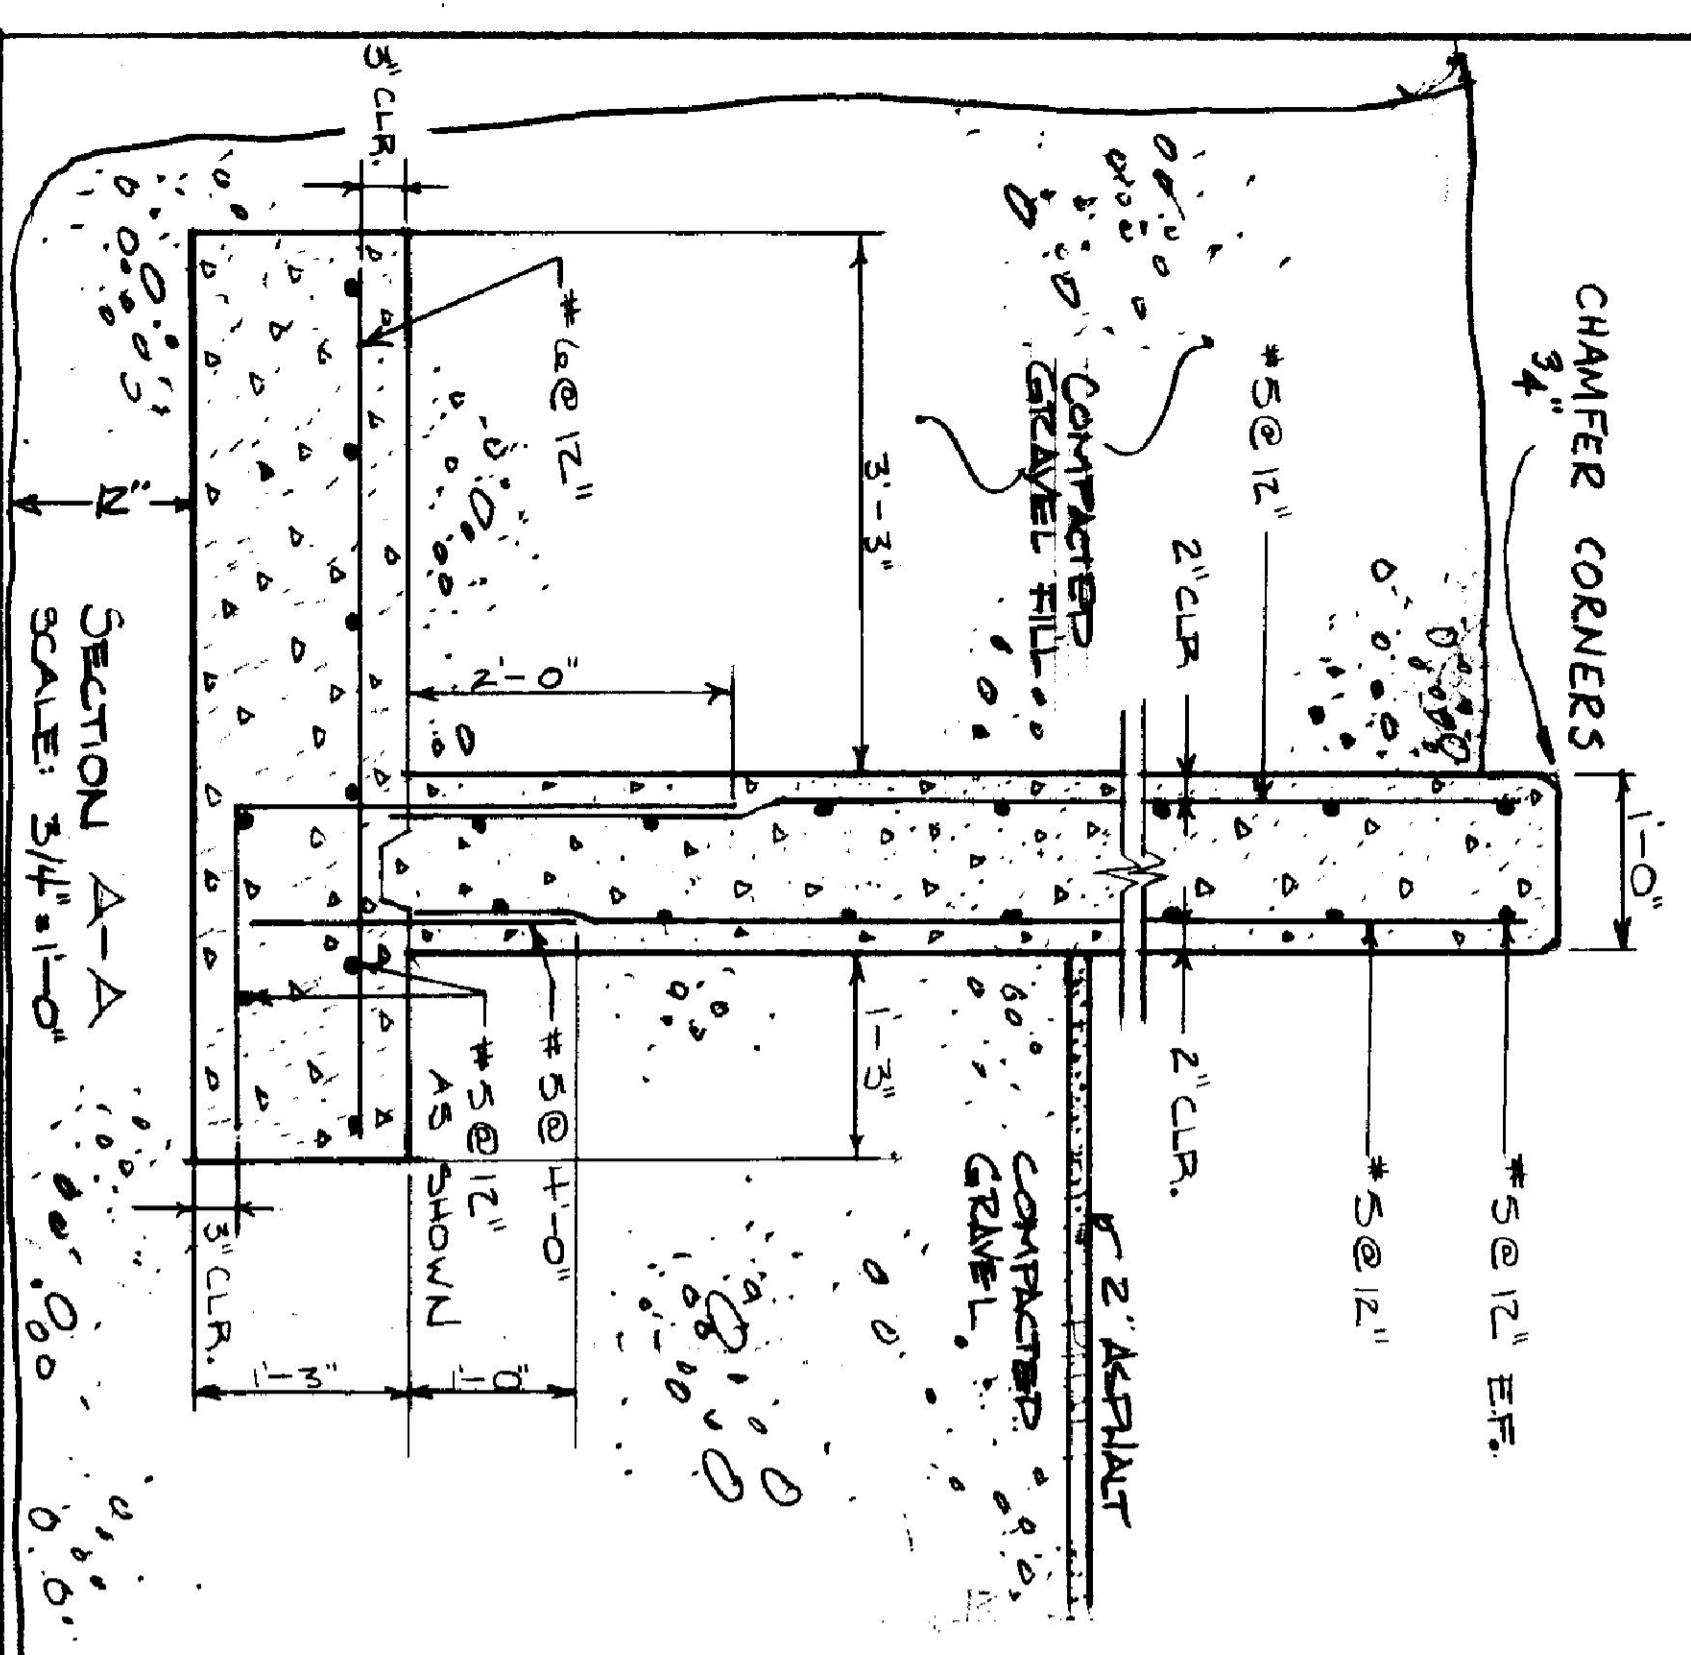 CHAMFER CORNERS
3/4"
1'-0"
#5@12"
2" CLR
#5@12" E.F.
#5@12"
2" CLR.
COMPACTED
GRAVEL FILL
2" ASPHALT
COMPACTED
GRAVEL
3'-3"
1'-3"
#6@12"
2'-0"
#5@4'-0"
#5@12"
AS SHOWN
3" CLR.
3" CLR.
1'-3"
1'-0"
SECTION A-A
SCALE: 3/4"=1'-0"